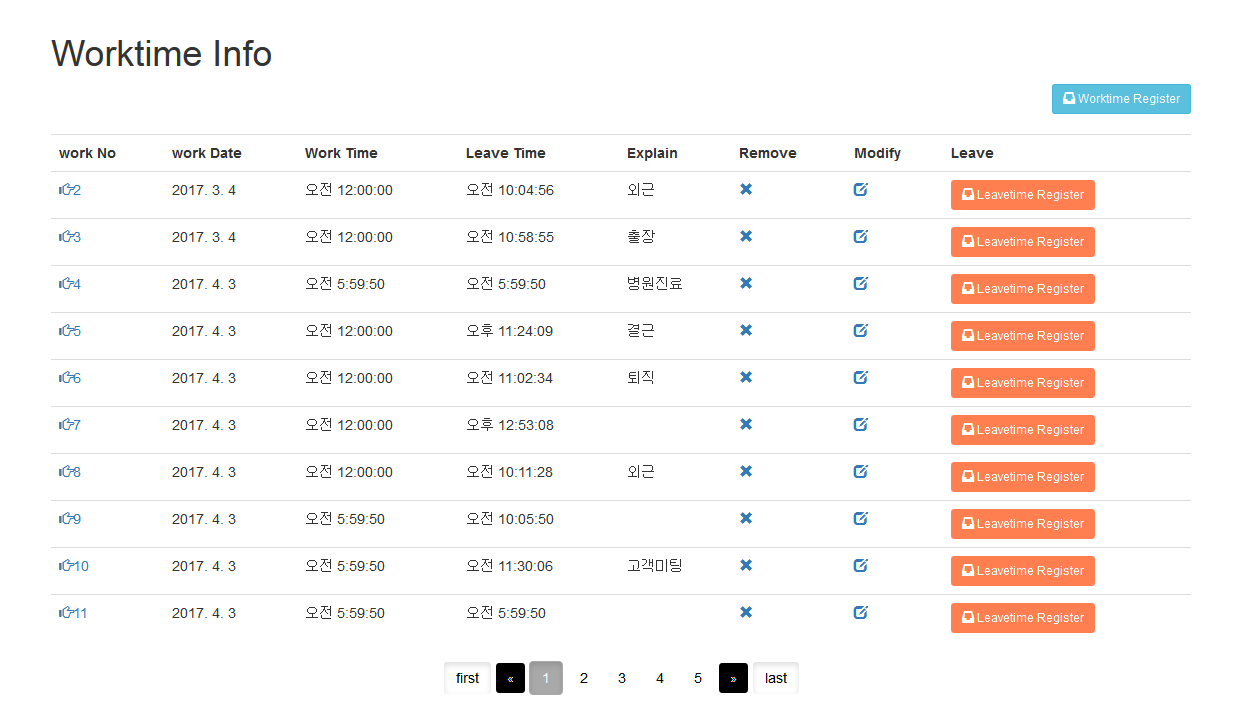 Worktime Info
Worktime Register
work No work Date Work Time Leave Time Explain Remove Modify Leave
2 2017. 3. 4 오전 12:00:00 오전 10:04:56 외근 Leavetime Register
3 2017. 3. 4 오전 12:00:00 오전 10:58:55 출장 Leavetime Register
4 2017. 4. 3 오전 5:59:50 오전 5:59:50 병원진료 Leavetime Register
5 2017. 4. 3 오전 12:00:00 오후 11:24:09 결근 Leavetime Register
6 2017. 4. 3 오전 12:00:00 오전 11:02:34 퇴직 Leavetime Register
7 2017. 4. 3 오전 12:00:00 오후 12:53:08 Leavetime Register
8 2017. 4. 3 오전 12:00:00 오전 10:11:28 외근 Leavetime Register
9 2017. 4. 3 오전 5:59:50 오전 10:05:50 Leavetime Register
10 2017. 4. 3 오전 5:59:50 오전 11:30:06 고객미팅 Leavetime Register
11 2017. 4. 3 오전 5:59:50 오전 5:59:50 Leavetime Register
first « 1 2 3 4 5 » last